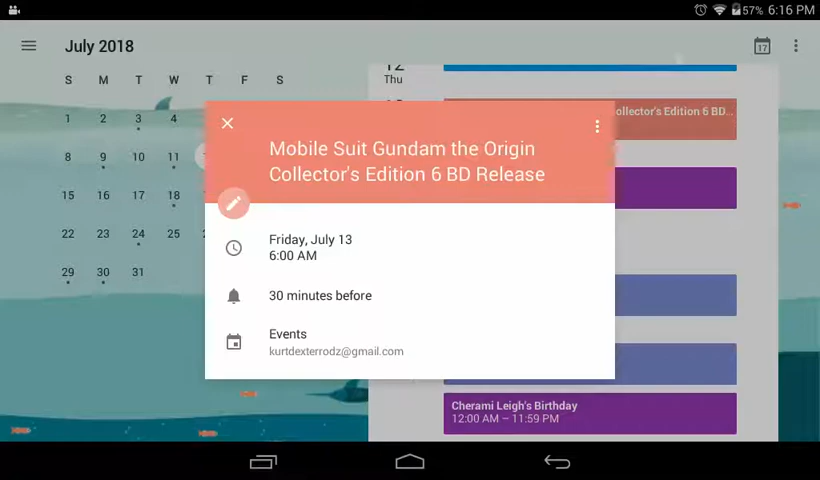 57% 6:16 PM
July 2018
17
S M T W T F S
1 2 3 4
8 9 10 11
15 16 17 18
22 23 24 25
29 30 31
12
Thu
ollector's Edition 6 BD...
Mobile Suit Gundam the Origin
Collector's Edition 6 BD Release
Friday, July 13
6:00 AM
30 minutes before
Events
kurtdexterrodz@gmail.com
Cherami Leigh's Birthday
12:00 AM – 11:59 PM